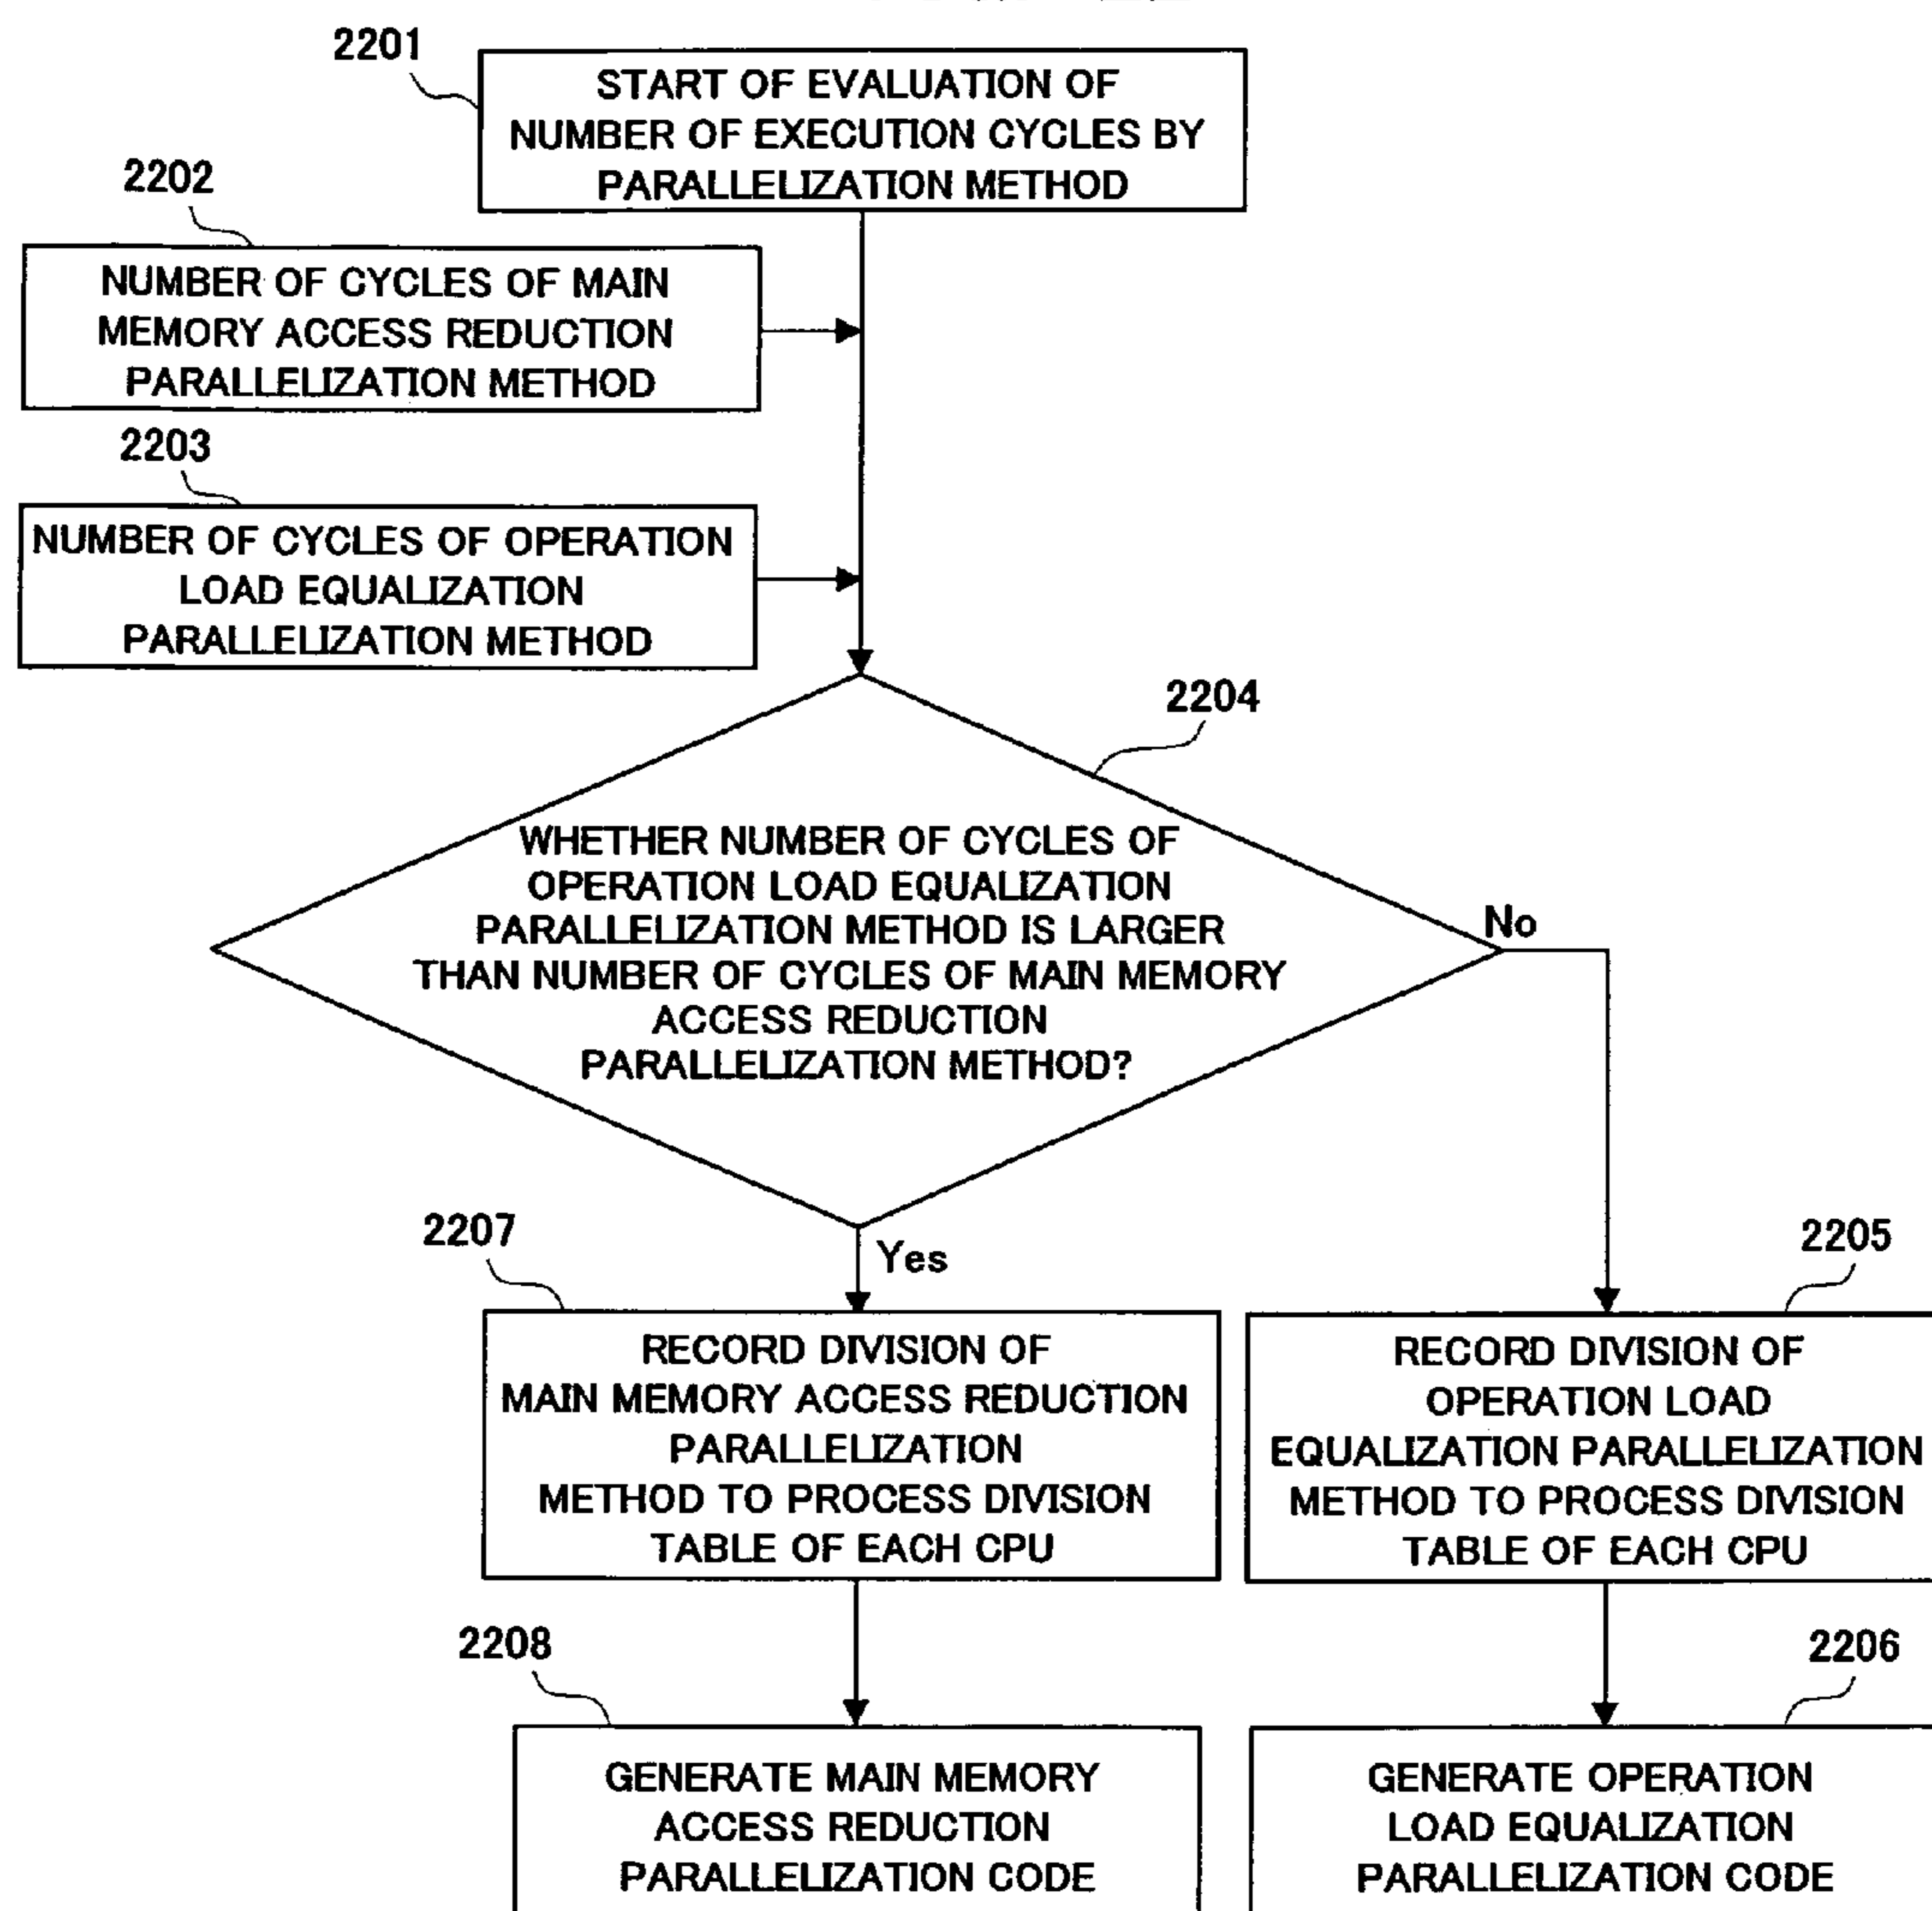 2201
START OF EVALUATION OF
NUMBER OF EXECUTION CYCLES BY
PARALLELIZATION METHOD
2202
NUMBER OF CYCLES OF MAIN
MEMORY ACCESS REDUCTION
PARALLELIZATION METHOD
2203
NUMBER OF CYCLES OF OPERATION
LOAD EQUALIZATION
PARALLELIZATION METHOD
2204
WHETHER NUMBER OF CYCLES OF
OPERATION LOAD EQUALIZATION
PARALLELIZATION METHOD IS LARGER
THAN NUMBER OF CYCLES OF MAIN MEMORY
ACCESS REDUCTION
PARALLELIZATION METHOD?
No
Yes
2207
RECORD DIVISION OF
MAIN MEMORY ACCESS REDUCTION
PARALLELIZATION
METHOD TO PROCESS DIVISION
TABLE OF EACH CPU
2205
RECORD DIVISION OF
OPERATION LOAD
EQUALIZATION PARALLELIZATION
METHOD TO PROCESS DIVISION
TABLE OF EACH CPU
2208
GENERATE MAIN MEMORY
ACCESS REDUCTION
PARALLELIZATION CODE
2206
GENERATE OPERATION
LOAD EQUALIZATION
PARALLELIZATION CODE